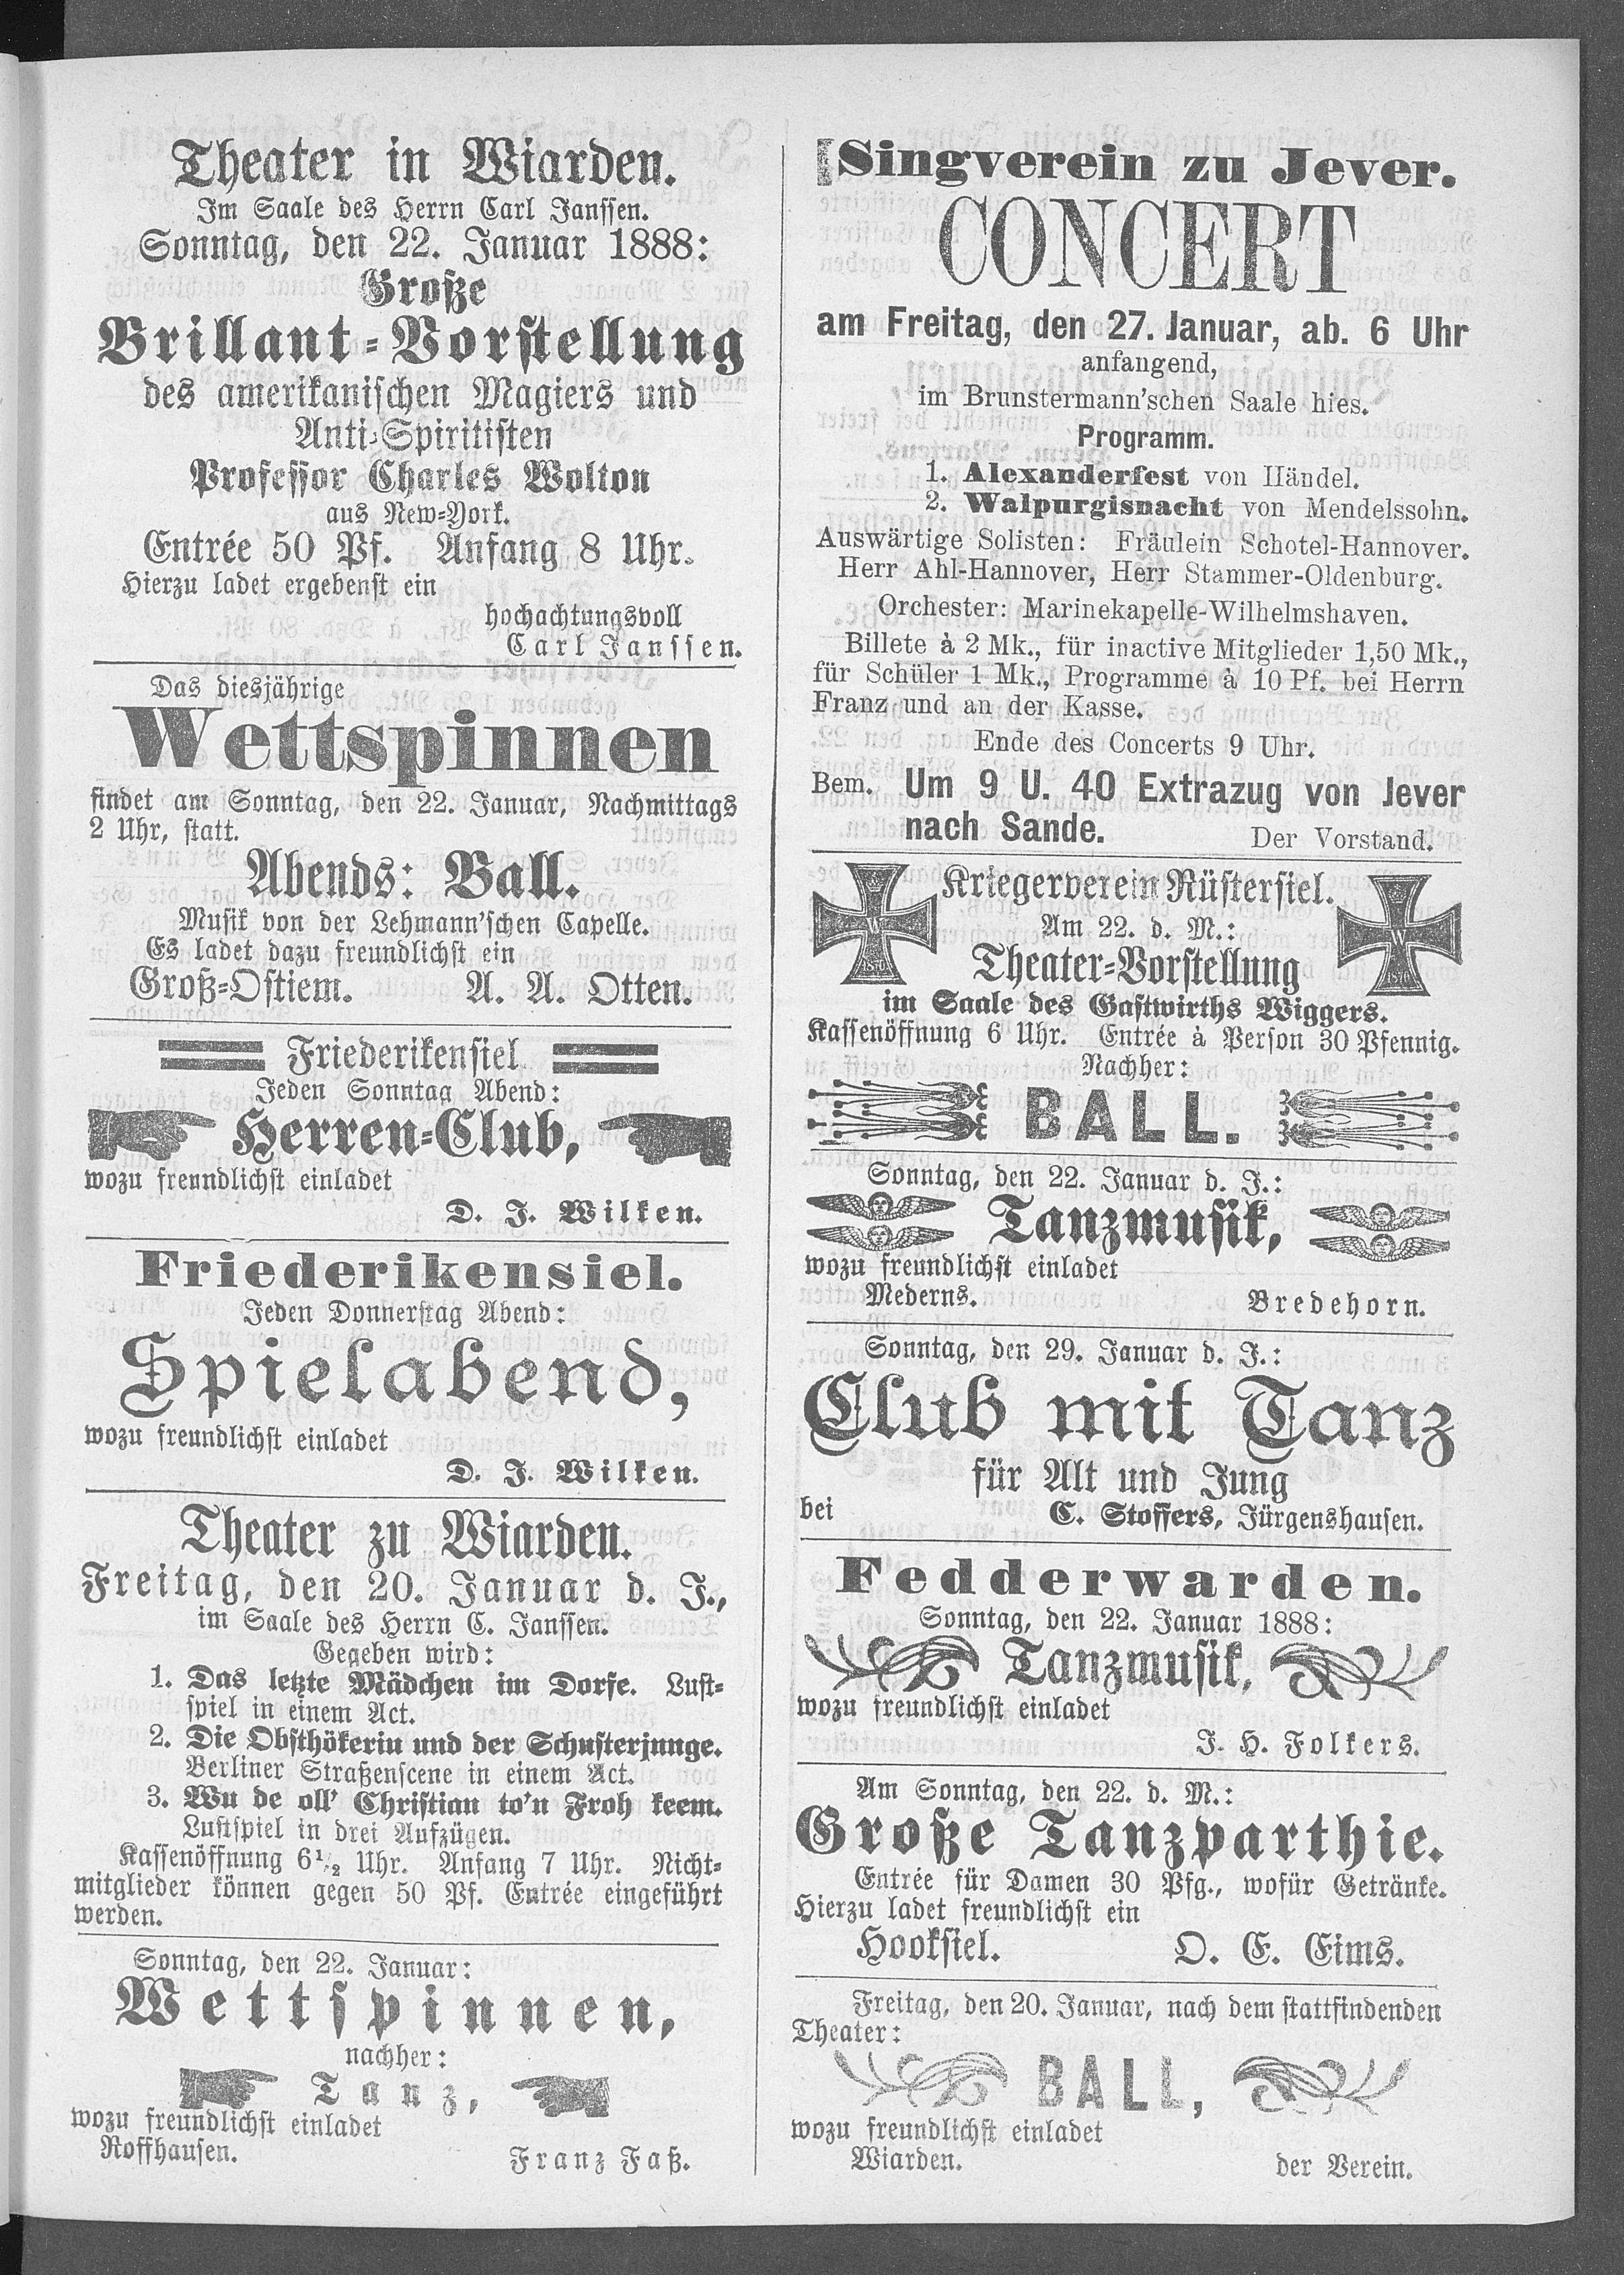 Theater in Wiarden.
Im Saale des Herrn Carl Janssen.
Sonntag, den 22. Januar 1888:
Große
Brillant-Vorstellung
des amerikanischen Magiers und
Anti-Spiritisten
Professor Charles Wolton
aus New-York.
Entrée 50 Pf. Anfang 8 Uhr.
Hierzu ladet ergebenst ein
hochachtungsvoll
Carl Janssen.
Das diesjährige
Wettspinnen
findet am Sonntag, den 22. Januar, Nachmittags
2 Uhr, statt.
Abends: Ball.
Musik von der Lehmann'schen Capelle.
Es ladet dazu freundlichst ein
Groß-Ostiem. A. A. Otten.
Friederikensiel.
Jeden Sonntag Abend:
Herren-Club,
wozu freundlichst einladet
D. J. Wilken.
Friederikensiel.
Jeden Donnerstag Abend:
Spielabend,
wozu freundlichst einladet
D. J. Wilken.
Theater zu Wiarden.
Freitag, den 20. Januar d. J.,
im Saale des Herrn C. Janssen.
Gegeben wird:
1. Das letzte Mädchen im Dorfe. Lust-
spiel in einem Act.
2. Die Obsthökerin und der Schusterjunge.
Berliner Straßenscene in einem Act.
3. Wu de oll' Christian to'n Froh keem.
Lustspiel in drei Aufzügen.
Kassenöffnung 6½ Uhr. Anfang 7 Uhr. Nicht-
mitglieder können gegen 50 Pf. Entrée eingeführt
werden.
Sonntag, den 22. Januar:
Wettspinnen,
nachher:
Tanz,
wozu freundlichst einladet
Roffhausen. Franz Faß.
Singverein zu Jever.
CONCERT
am Freitag, den 27. Januar, ab. 6 Uhr
anfangend,
im Brunstermann'schen Saale hies.
Programm.
1. Alexanderfest von Händel.
2. Walpurgisnacht von Mendelssohn.
Auswärtige Solisten: Fräulein Schotel-Hannover.
Herr Ahl-Hannover, Herr Stammer-Oldenburg.
Orchester: Marinekapelle-Wilhelmshaven.
Billete à 2 Mk., für inactive Mitglieder 1,50 Mk.,
für Schüler 1 Mk., Programme à 10 Pf. bei Herrn
Franz und an der Kasse.
Ende des Concerts 9 Uhr.
Bem. Um 9 U. 40 Extrazug von Jever
nach Sande. Der Vorstand.
Kriegerverein Rüstersiel.
Am 22. d. M.:
Theater-Vorstellung
W 1870 W 1870
im Saale des Gastwirths Wiggers.
Kassenöffnung 6 Uhr. Entrée à Person 30 Pfennig.
Nachher:
BALL.
Sonntag, den 22. Januar d. J.:
Tanzmusik,
wozu freundlichst einladet
Mederns. Bredehorn.
Sonntag, den 29. Januar d. J.:
Club mit Tanz
für Alt und Jung
bei C. Stoffers, Jürgenshausen.
Fedderwarden.
Sonntag, den 22. Januar 1888:
Tanzmusik,
wozu freundlichst einladet
J. H. Folkers.
Am Sonntag, den 22. d. M.:
Große Tanzparthie.
Entrée für Damen 30 Pfg., wofür Getränke.
Hierzu ladet freundlichst ein
Hooksiel. O. E. Eims.
Freitag, den 20. Januar, nach dem stattfindenden
Theater:
BALL,
wozu freundlichst einladet
Wiarden. der Verein.